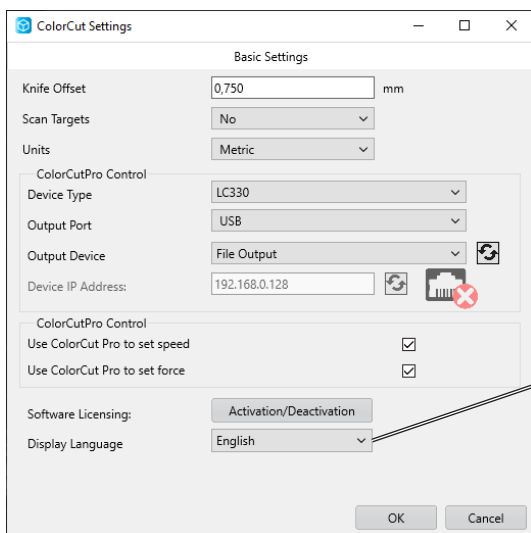 ColorCut Settings
Basic Settings
Knife Offset 0,750 mm
Scan Targets No
Units Metric
ColorCutPro Control
Device Type LC330
Output Port USB
Output Device File Output
Device IP Address: 192.168.0.128
ColorCutPro Control
Use ColorCut Pro to set speed
Use ColorCut Pro to set force
Software Licensing: Activation/Deactivation
Display Language English
OK Cancel